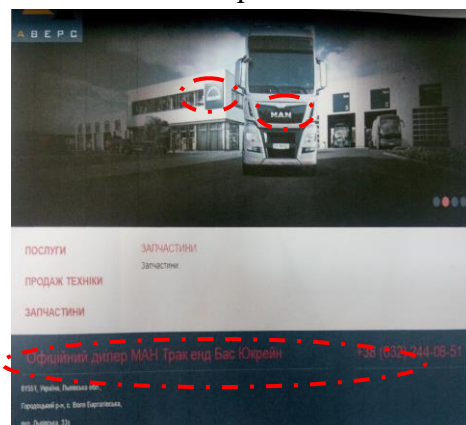 АВЕРС
MAN
ПОСЛУГИ
ЗАПЧАСТИНИ
Запчастини
ПРОДАЖ ТЕХНІКИ
ЗАПЧАСТИНИ
Офіційний дилер МАН Трак енд Бас Юкрейн
+38 (032) 244-06-51
81551, Україна, Львівська обл.,
Городоцький р-н, с. Воля Бартатівська,
вул. Львівська, 33с